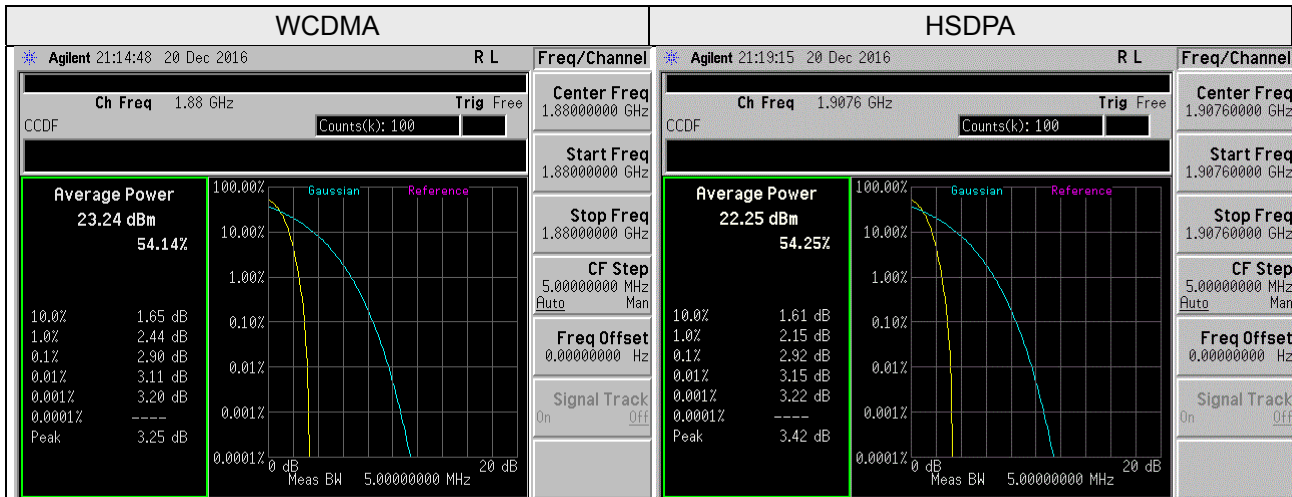 WCDMA
Agilent 21:14:48 20 Dec 2016 R L
Freq/Channel
Ch Freq 1.88 GHz Trig Free
CCDF Counts(k): 100
Average Power
23.24 dBm
54.14%
10.0% 1.65 dB
1.0% 2.44 dB
0.1% 2.90 dB
0.01% 3.11 dB
0.001% 3.20 dB
0.0001% ----
Peak 3.25 dB
Gaussian Reference
100.00%
10.00%
1.00%
0.10%
0.01%
0.001%
0.0001%
0 dB 20 dB
Meas BW 5.00000000 MHz
Center Freq
1.88000000 GHz
Start Freq
1.88000000 GHz
Stop Freq
1.88000000 GHz
CF Step
5.00000000 MHz
Auto Man
Freq Offset
0.00000000 Hz
Signal Track
On Off
HSDPA
Agilent 21:19:15 20 Dec 2016 R L
Freq/Channel
Ch Freq 1.9076 GHz Trig Free
CCDF Counts(k): 100
Average Power
22.25 dBm
54.25%
10.0% 1.61 dB
1.0% 2.15 dB
0.1% 2.92 dB
0.01% 3.15 dB
0.001% 3.22 dB
0.0001% ----
Peak 3.42 dB
Gaussian Reference
100.00%
10.00%
1.00%
0.10%
0.01%
0.001%
0.0001%
0 dB 20 dB
Meas BW 5.00000000 MHz
Center Freq
1.90760000 GHz
Start Freq
1.90760000 GHz
Stop Freq
1.90760000 GHz
CF Step
5.00000000 MHz
Auto Man
Freq Offset
0.00000000 Hz
Signal Track
On Off